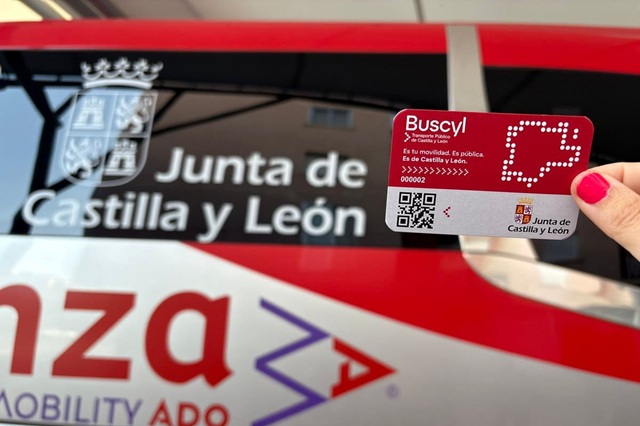 Junta de
Castilla y León
nza
MOBILITY ADO
©
Buscyl
Transporte Público
de Castilla y León
Es tu movilidad. Es pública.
Es de Castilla y León.
>>>>>>>>>>>>>
000002
Junta de
Castilla y León